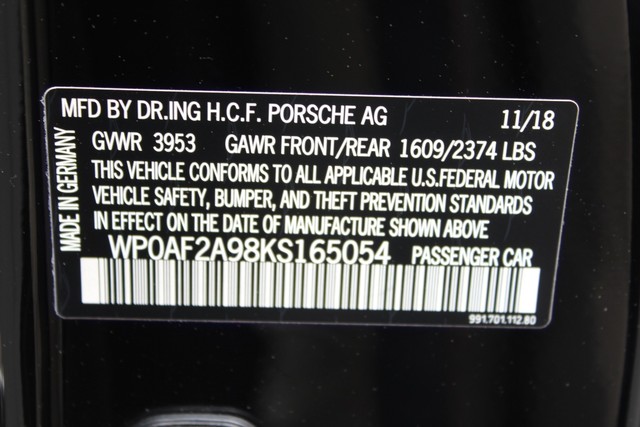 MFD BY DR.ING H.C.F. PORSCHE AG 11/18
GVWR 3953 GAWR FRONT/REAR 1609/2374 LBS
THIS VEHICLE CONFORMS TO ALL APPLICABLE U.S.FEDERAL MOTOR
VEHICLE SAFETY, BUMPER, AND THEFT PREVENTION STANDARDS
IN EFFECT ON THE DATE OF MANUFACTURE SHOWN ABOVE
WP0AF2A98KS165054 PASSENGER CAR
991.701.112.80
MADE IN GERMANY